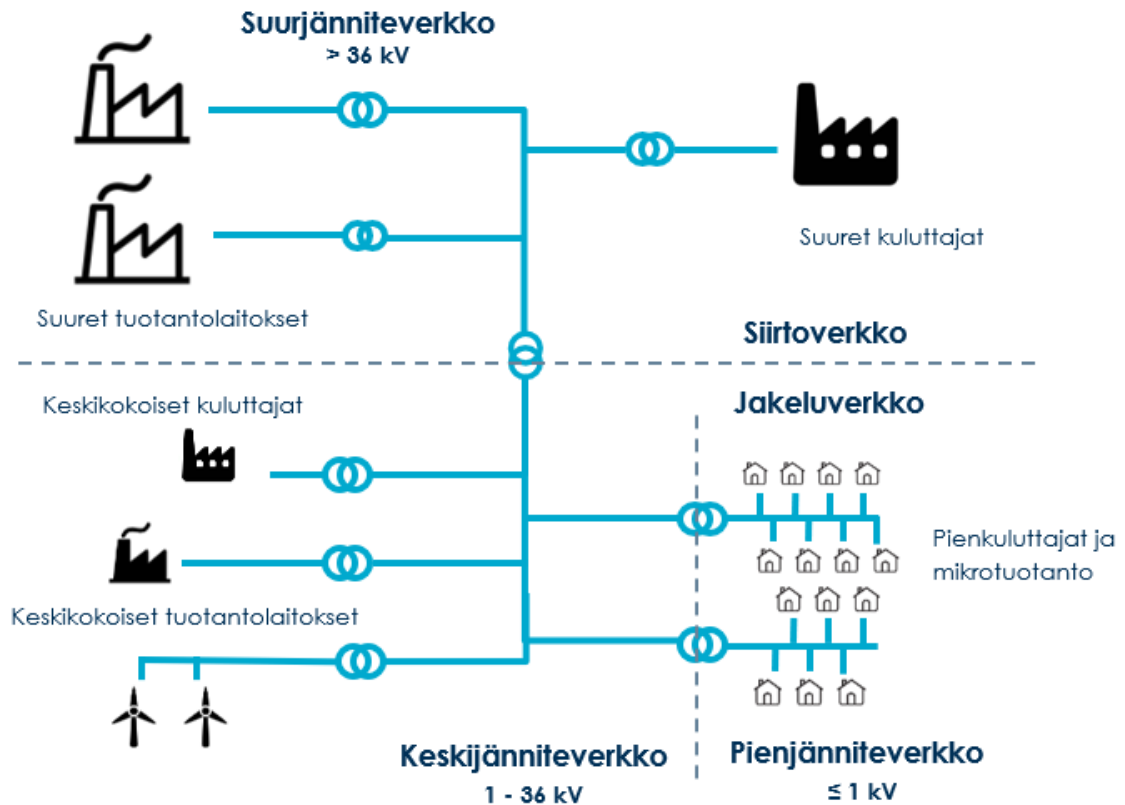 Suurjänniteverkko
> 36 kV
Suuret kuluttajat
Suuret tuotantolaitokset
Siirtoverkko
Keskikokoiset kuluttajat
Jakeluverkko
Pienkuluttajat ja
mikrotuotanto
Keskikokoiset tuotantolaitokset
Keskijänniteverkko
1 - 36 kV
Pienjänniteverkko
≤ 1 kV